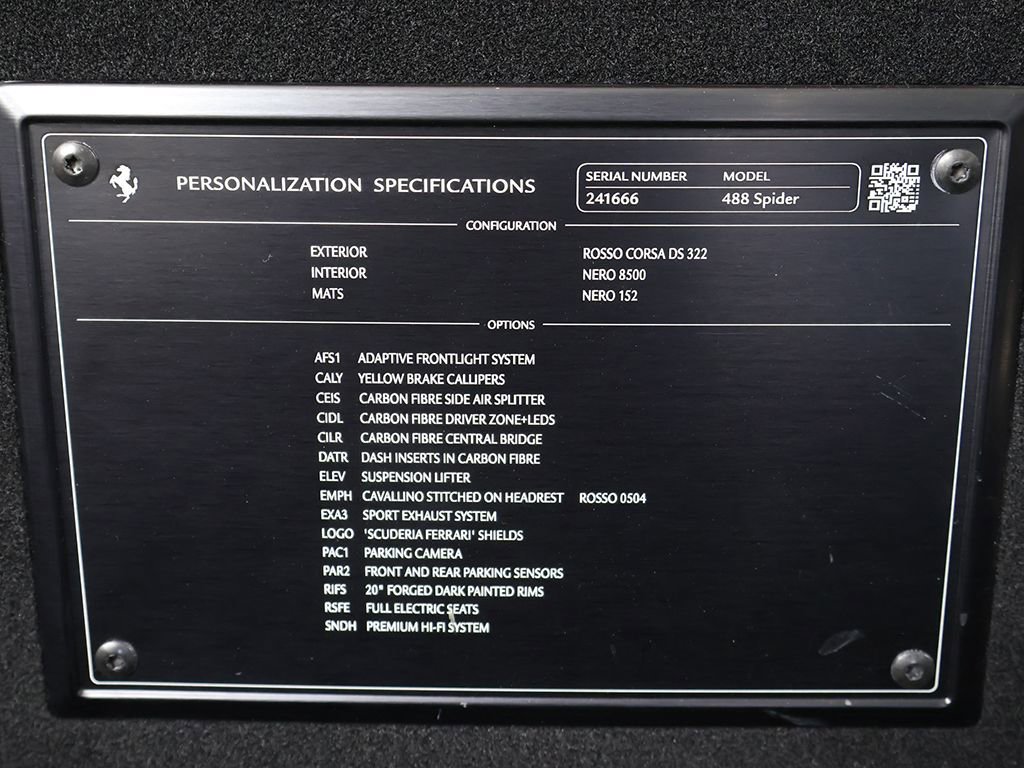 PERSONALIZATION SPECIFICATIONS
SERIAL NUMBER MODEL
241666 488 Spider
CONFIGURATION
EXTERIOR ROSSO CORSA DS 322
INTERIOR NERO 8500
MATS NERO 152
OPTIONS
AFS1 ADAPTIVE FRONTLIGHT SYSTEM
CALY YELLOW BRAKE CALLIPERS
CEIS CARBON FIBRE SIDE AIR SPLITTER
CIDL CARBON FIBRE DRIVER ZONE+LEDS
CILR CARBON FIBRE CENTRAL BRIDGE
DATR DASH INSERTS IN CARBON FIBRE
ELEV SUSPENSION LIFTER
EMPH CAVALLINO STITCHED ON HEADREST ROSSO 0504
EXA3 SPORT EXHAUST SYSTEM
LOGO 'SCUDERIA FERRARI' SHIELDS
PAC1 PARKING CAMERA
PAR2 FRONT AND REAR PARKING SENSORS
RIFS 20" FORGED DARK PAINTED RIMS
RSFE FULL ELECTRIC SEATS
SNDH PREMIUM HI-FI SYSTEM